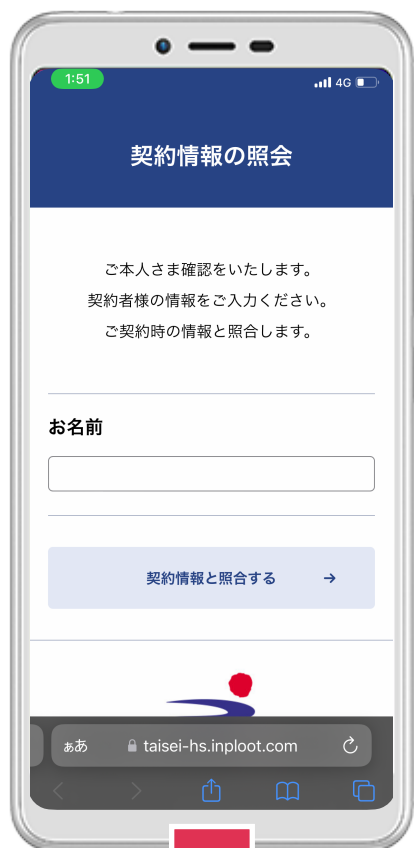 1:51
4G
契約情報の照会
ご本人さま確認をいたします。
契約者様の情報をご入力ください。
ご契約時の情報と照合します。
お名前
契約情報と照合する →
ぁあ taisei-hs.inploot.com